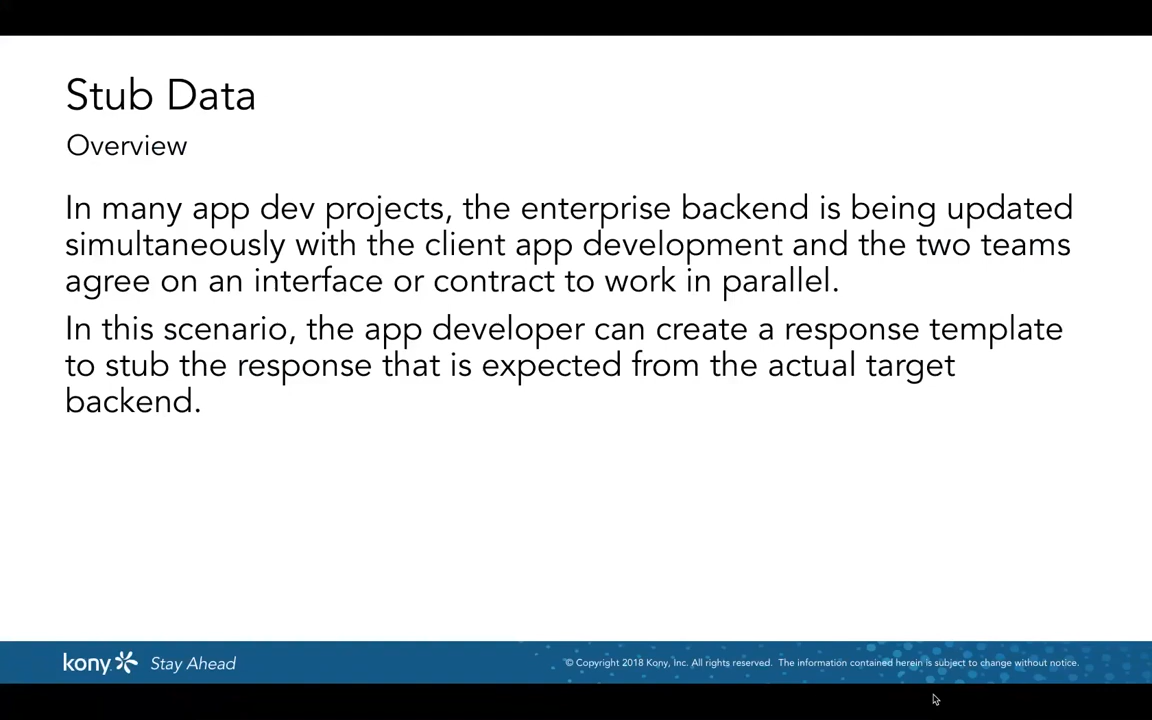 Stub Data
Overview
In many app dev projects, the enterprise backend is being updated
simultaneously with the client app development and the two teams
agree on an interface or contract to work in parallel.
In this scenario, the app developer can create a response template
to stub the response that is expected from the actual target
backend.
kony Stay Ahead
© Copyright 2018 Kony, Inc. All rights reserved. The information contained herein is subject to change without notice.